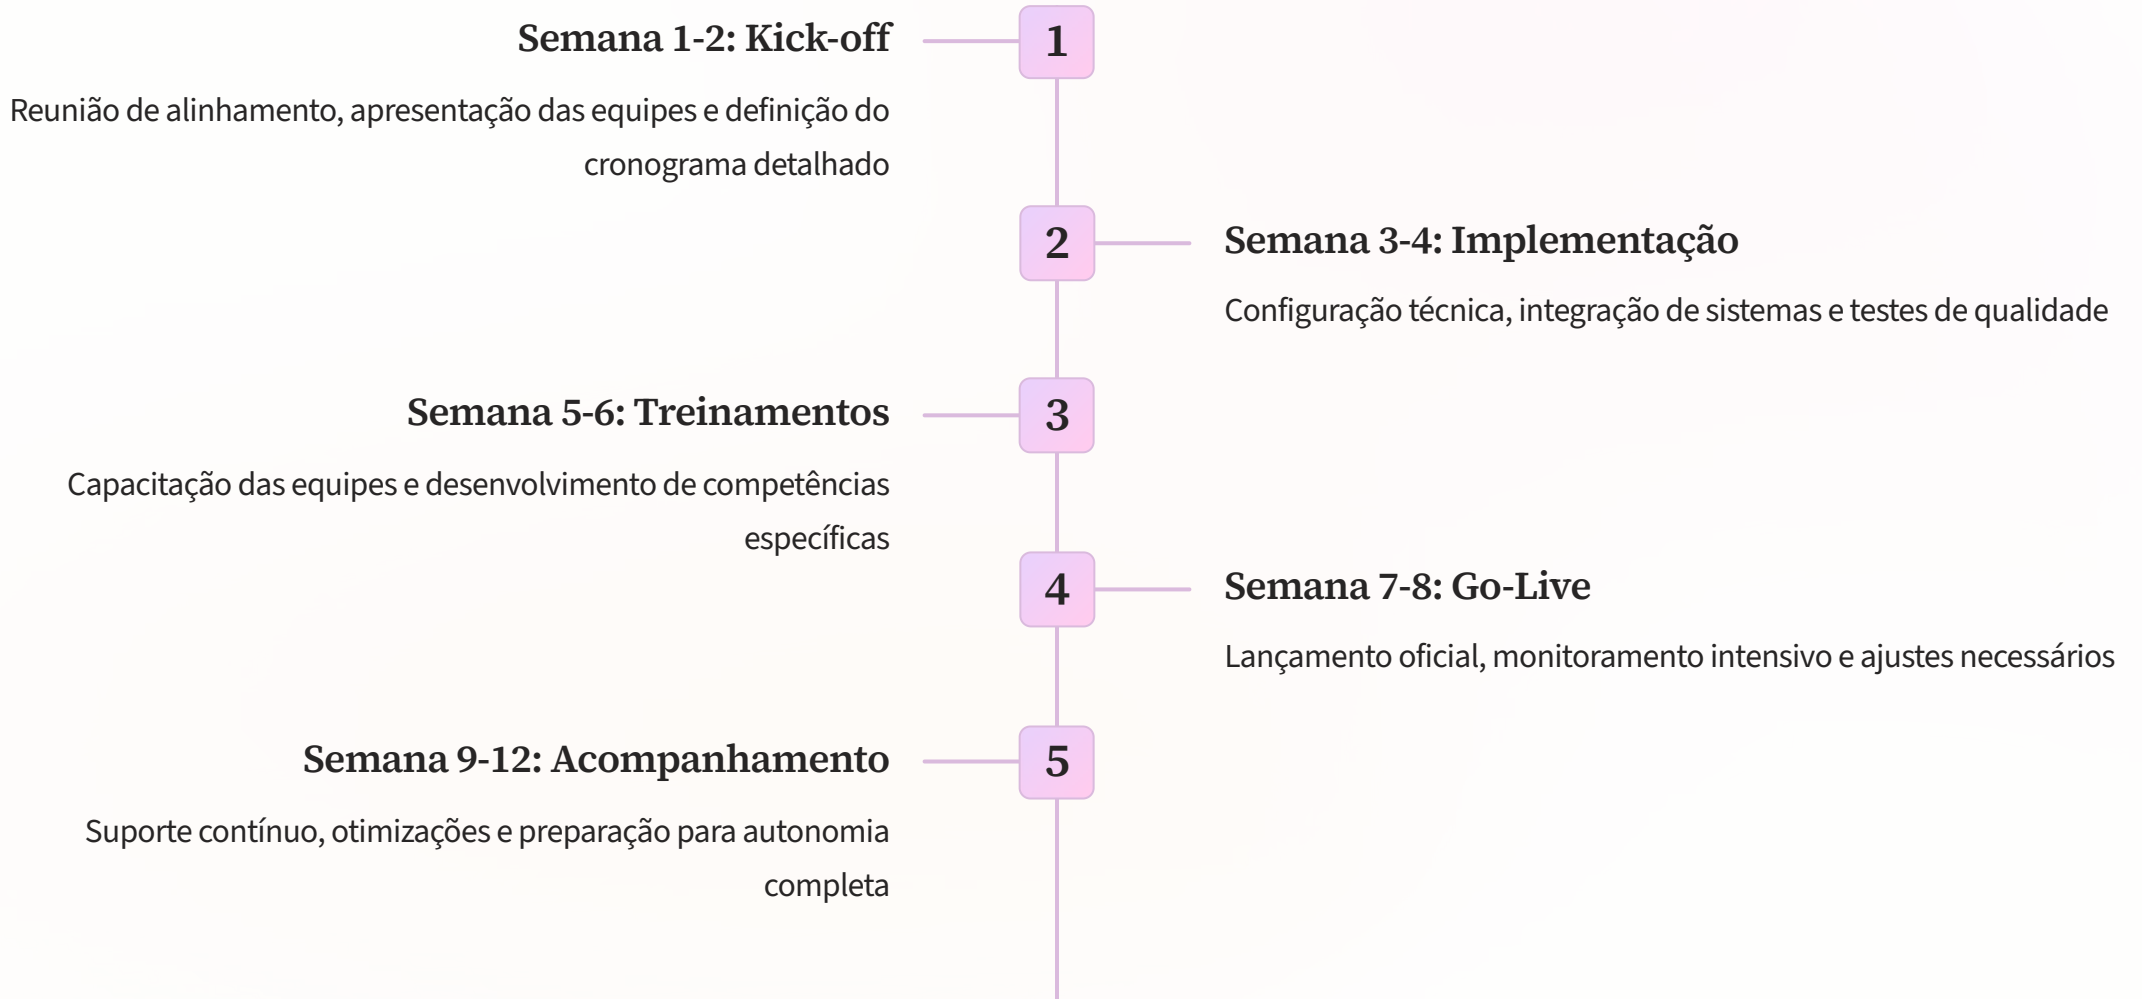 Semana 1-2: Kick-off
1
Reunião de alinhamento, apresentação das equipes e definição do
cronograma detalhado
2
Semana 3-4: Implementação
Configuração técnica, integração de sistemas e testes de qualidade
Semana 5-6: Treinamentos
3
Capacitação das equipes e desenvolvimento de competências
específicas
4
Semana 7-8: Go-Live
Lançamento oficial, monitoramento intensivo e ajustes necessários
Semana 9-12: Acompanhamento
5
Suporte contínuo, otimizações e preparação para autonomia
completa